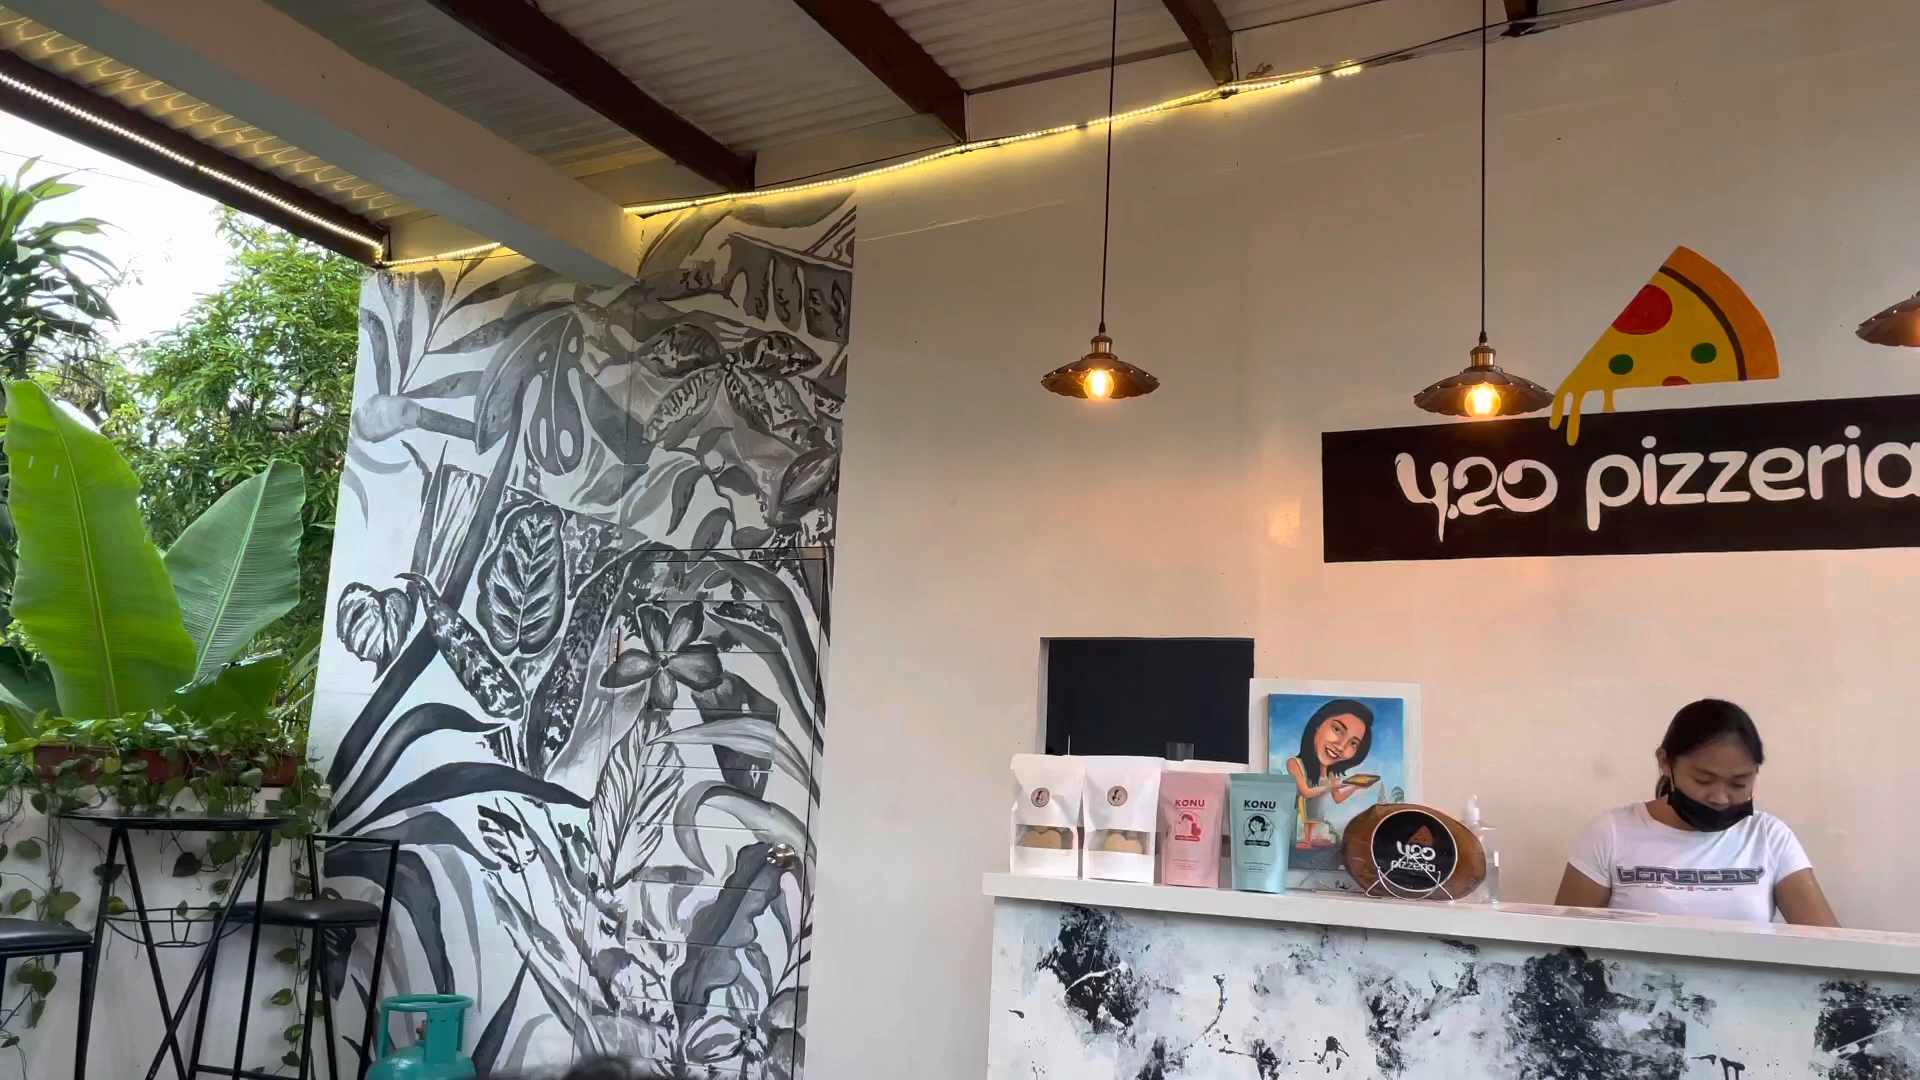 4.20 pizzeria
KONU
KONU
4.20
pizzeria
BORACAY